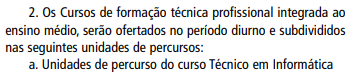 2. Os Cursos de formação técnica profissional integrada ao
ensino médio, serão ofertados no período diurno e subdivididos
nas seguintes unidades de percursos:
a. Unidades de percurso do curso Técnico em Informática